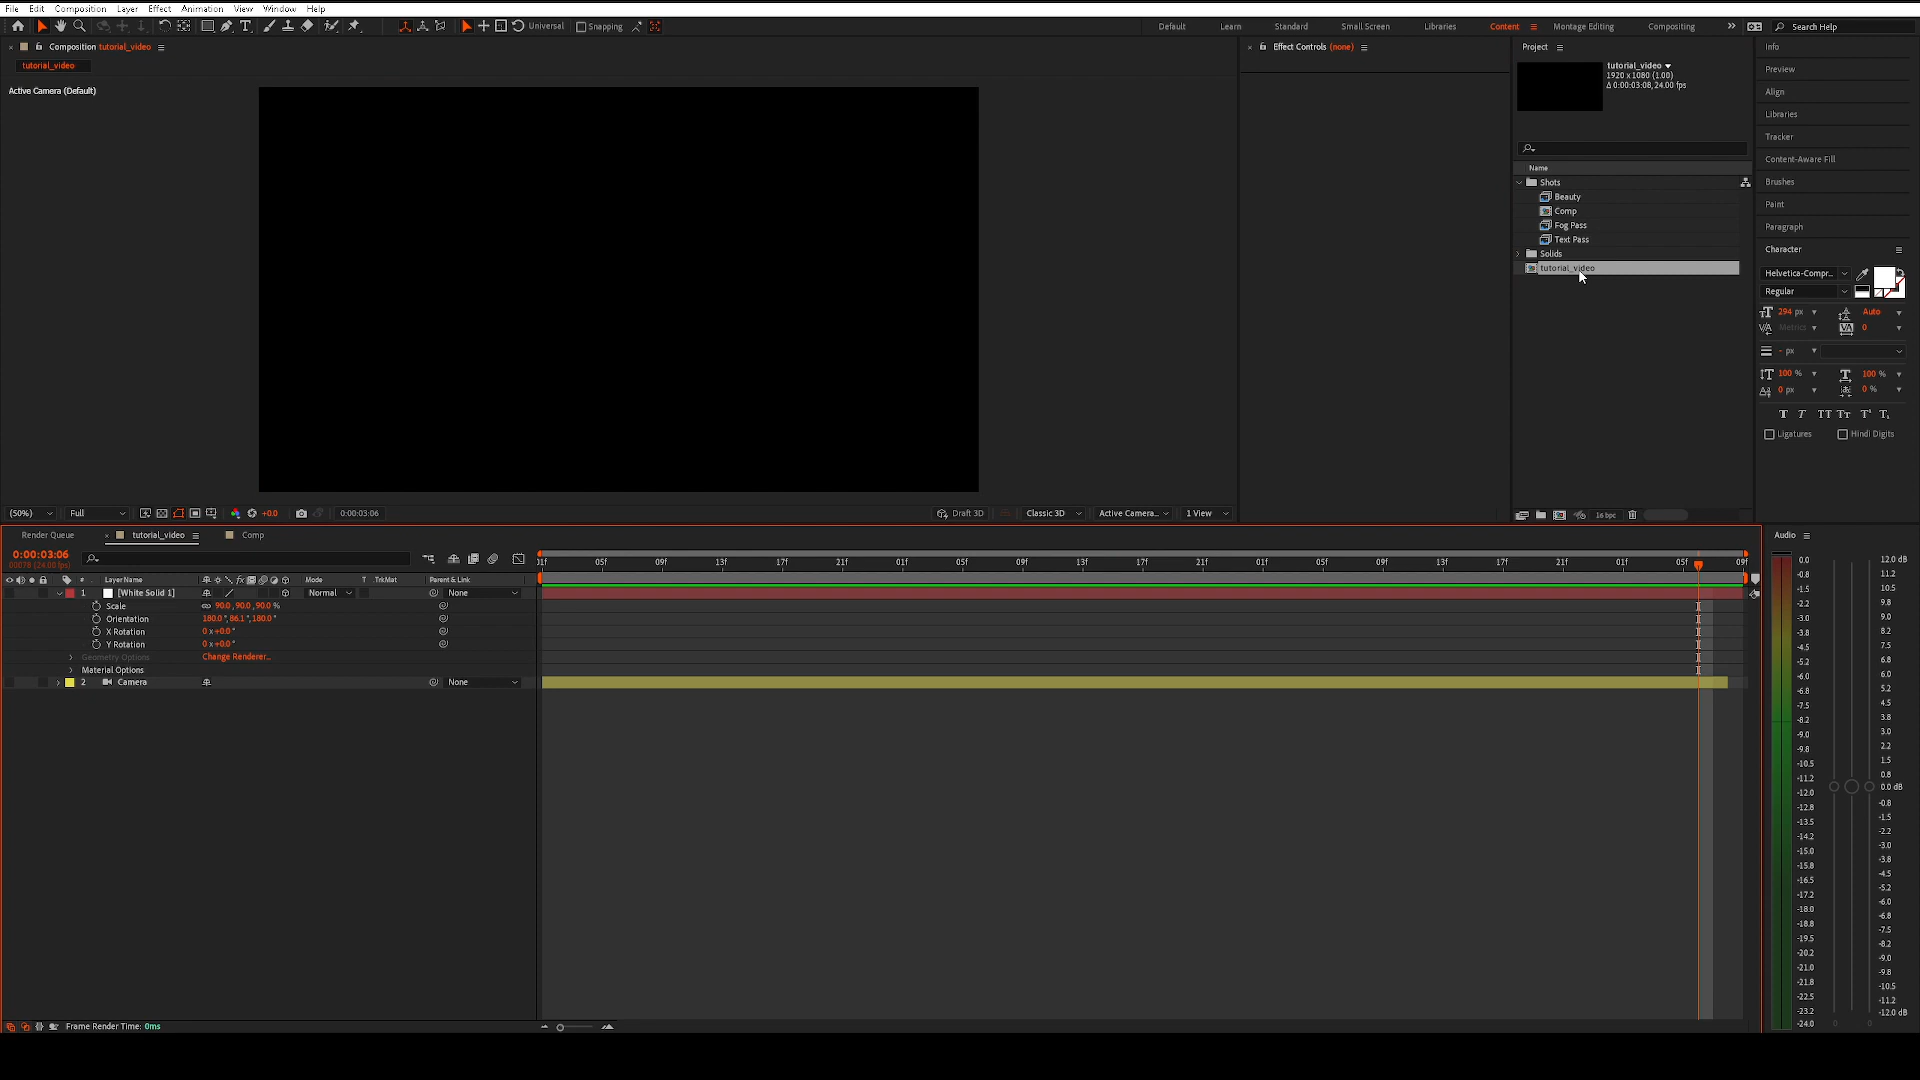 File Edit Composition Layer Effect Animation View Window Help
Universal Snapping Default Learn Standard Small Screen Libraries Content Montage Editing Compositing Search Help
Composition tutorial_video
tutorial_video
Active Camera (Default)
(50%) Full +0.0 0:00:03:06 Draft 3D Classic 3D Active Camera... 1 View
Effect Controls (none)
Project
tutorial_video
1920 x 1080 (1.00)
Δ 0:00:03:08, 24.00 fps
Name
Shots
Beauty
Comp
Fog Pass
Text Pass
Solids
tutorial_video
16 bpc
Info
Preview
Align
Libraries
Tracker
Content-Aware Fill
Brushes
Paint
Paragraph
Character
Helvetica-Compr...
Regular
294 px Auto
Metrics 0
- px
100 % 100 %
0 px 0 %
Ligatures Hindi Digits
Render Queue tutorial_video Comp
0:00:03:06
00078 (24.00 fps)
01f 05f 09f 13f 17f 21f 01f 05f 09f 13f 17f 21f 01f 05f 09f 13f 17f 21f 01f 05f 09f
# Layer Name Mode T .TrkMat Parent & Link
1 [White Solid 1] Normal None
Scale 90.0, 90.0, 90.0 %
Orientation 180.0 °, 86.1 °, 180.0 °
X Rotation 0 x +0.0 °
Y Rotation 0 x +0.0 °
Geometry Options Change Renderer...
Material Options
2 Camera None
Frame Render Time: 0ms
Audio
0.0
-0.8
-1.5
-2.2
-3.0
-3.8
-4.5
-5.2
-6.0
-6.8
-7.5
-8.2
-9.0
-9.8
-10.5
-11.2
-12.0
-12.8
-13.5
-14.2
-15.0
-15.8
-16.5
-17.2
-18.0
-18.8
-19.5
-20.2
-21.0
-21.8
-22.5
-23.2
-24.0
12.0 dB
11.2
10.5
9.8
9.0
8.2
7.5
6.8
6.0
5.2
4.5
3.8
3.0
2.2
1.5
0.8
0.0 dB
-0.8
-1.5
-2.2
-3.0
-3.8
-4.5
-5.2
-6.0
-6.8
-7.5
-8.2
-9.0
-9.8
-10.5
-11.2
-12.0 dB
0 0